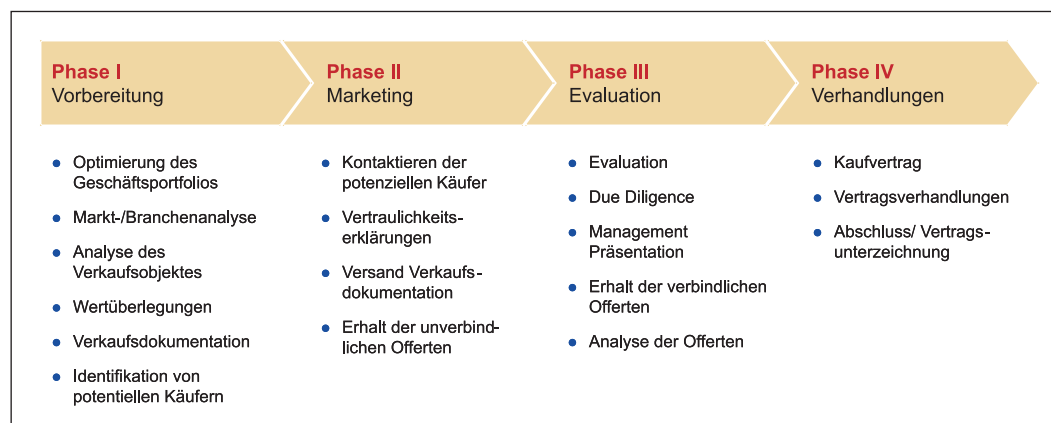 Phase I
Vorbereitung
Optimierung des
Geschäftsportfolios
Markt-/Branchenanalyse
Analyse des
Verkaufsobjektes
Wertüberlegungen
Verkaufsdokumentation
Identifikation von
potentiellen Käufern
Phase II
Marketing
Kontaktieren der
potenziellen Käufer
Vertraulichkeits-
erklärungen
Versand Verkaufs-
dokumentation
Erhalt der unverbind-
lichen Offerten
Phase III
Evaluation
Evaluation
Due Diligence
Management
Präsentation
Erhalt der verbindlichen
Offerten
Analyse der Offerten
Phase IV
Verhandlungen
Kaufvertrag
Vertragsverhandlungen
Abschluss/ Vertrags-
unterzeichnung